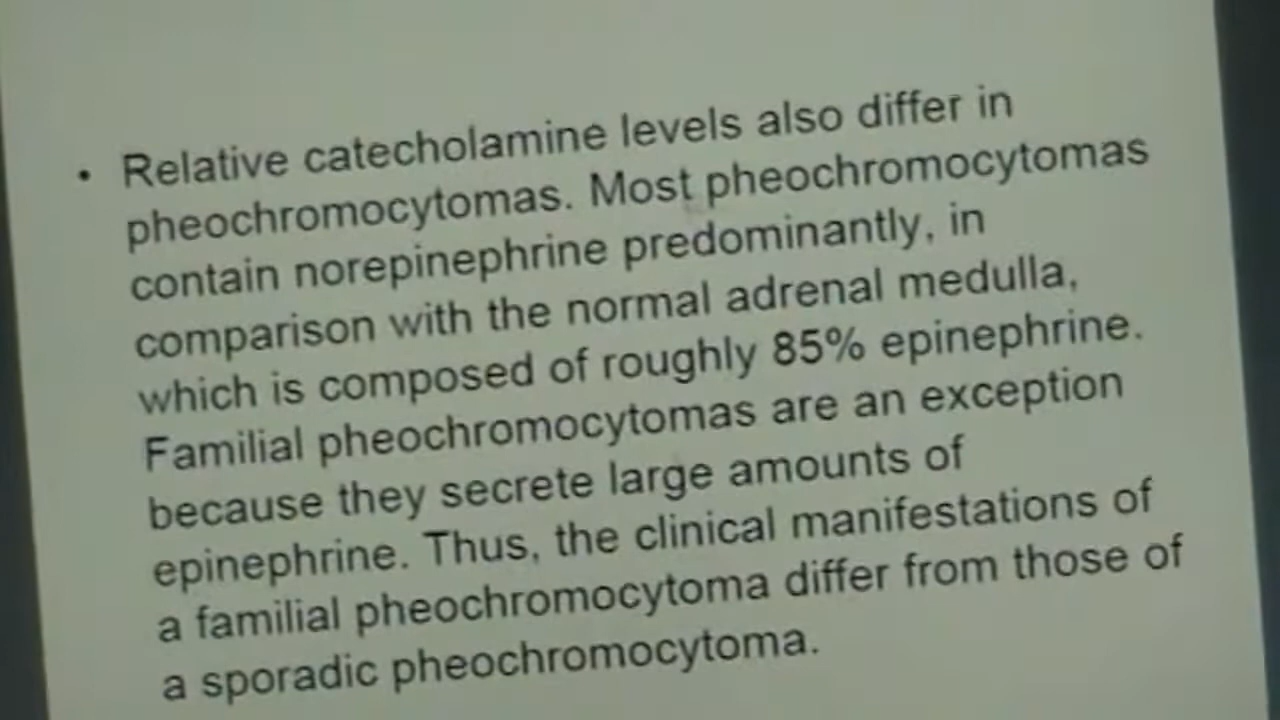 • Relative catecholamine levels also differ in
pheochromocytomas. Most pheochromocytomas
contain norepinephrine predominantly, in
comparison with the normal adrenal medulla,
which is composed of roughly 85% epinephrine.
Familial pheochromocytomas are an exception
because they secrete large amounts of
epinephrine. Thus, the clinical manifestations of
a familial pheochromocytoma differ from those of
a sporadic pheochromocytoma.